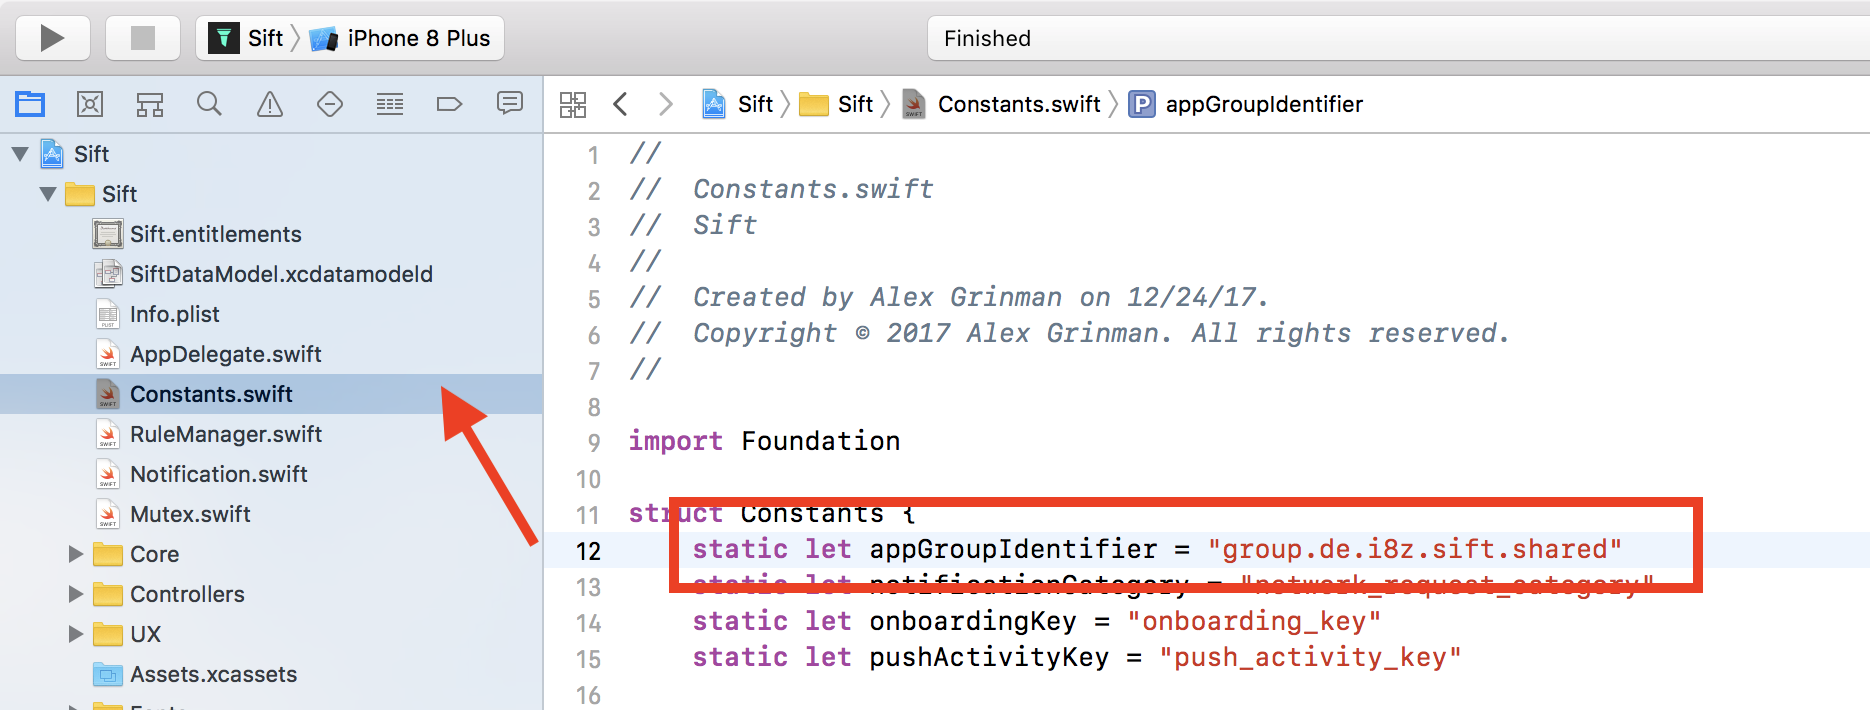 Sift iPhone 8 Plus
Finished
Sift Sift Constants.swift P appGroupIdentifier
Sift
Sift
Sift.entitlements
SiftDataModel.xcdatamodeld
Info.plist
AppDelegate.swift
Constants.swift
RuleManager.swift
Notification.swift
Mutex.swift
Core
Controllers
UX
Assets.xcassets
1 //
2 // Constants.swift
3 // Sift
4 //
5 // Created by Alex Grinman on 12/24/17.
6 // Copyright © 2017 Alex Grinman. All rights reserved.
7 //
8
9 import Foundation
10
11 struct Constants {
12 static let appGroupIdentifier = "group.de.i8z.sift.shared"
13 static let notificationCategory = "network_request_category"
14 static let onboardingKey = "onboarding_key"
15 static let pushActivityKey = "push_activity_key"
16